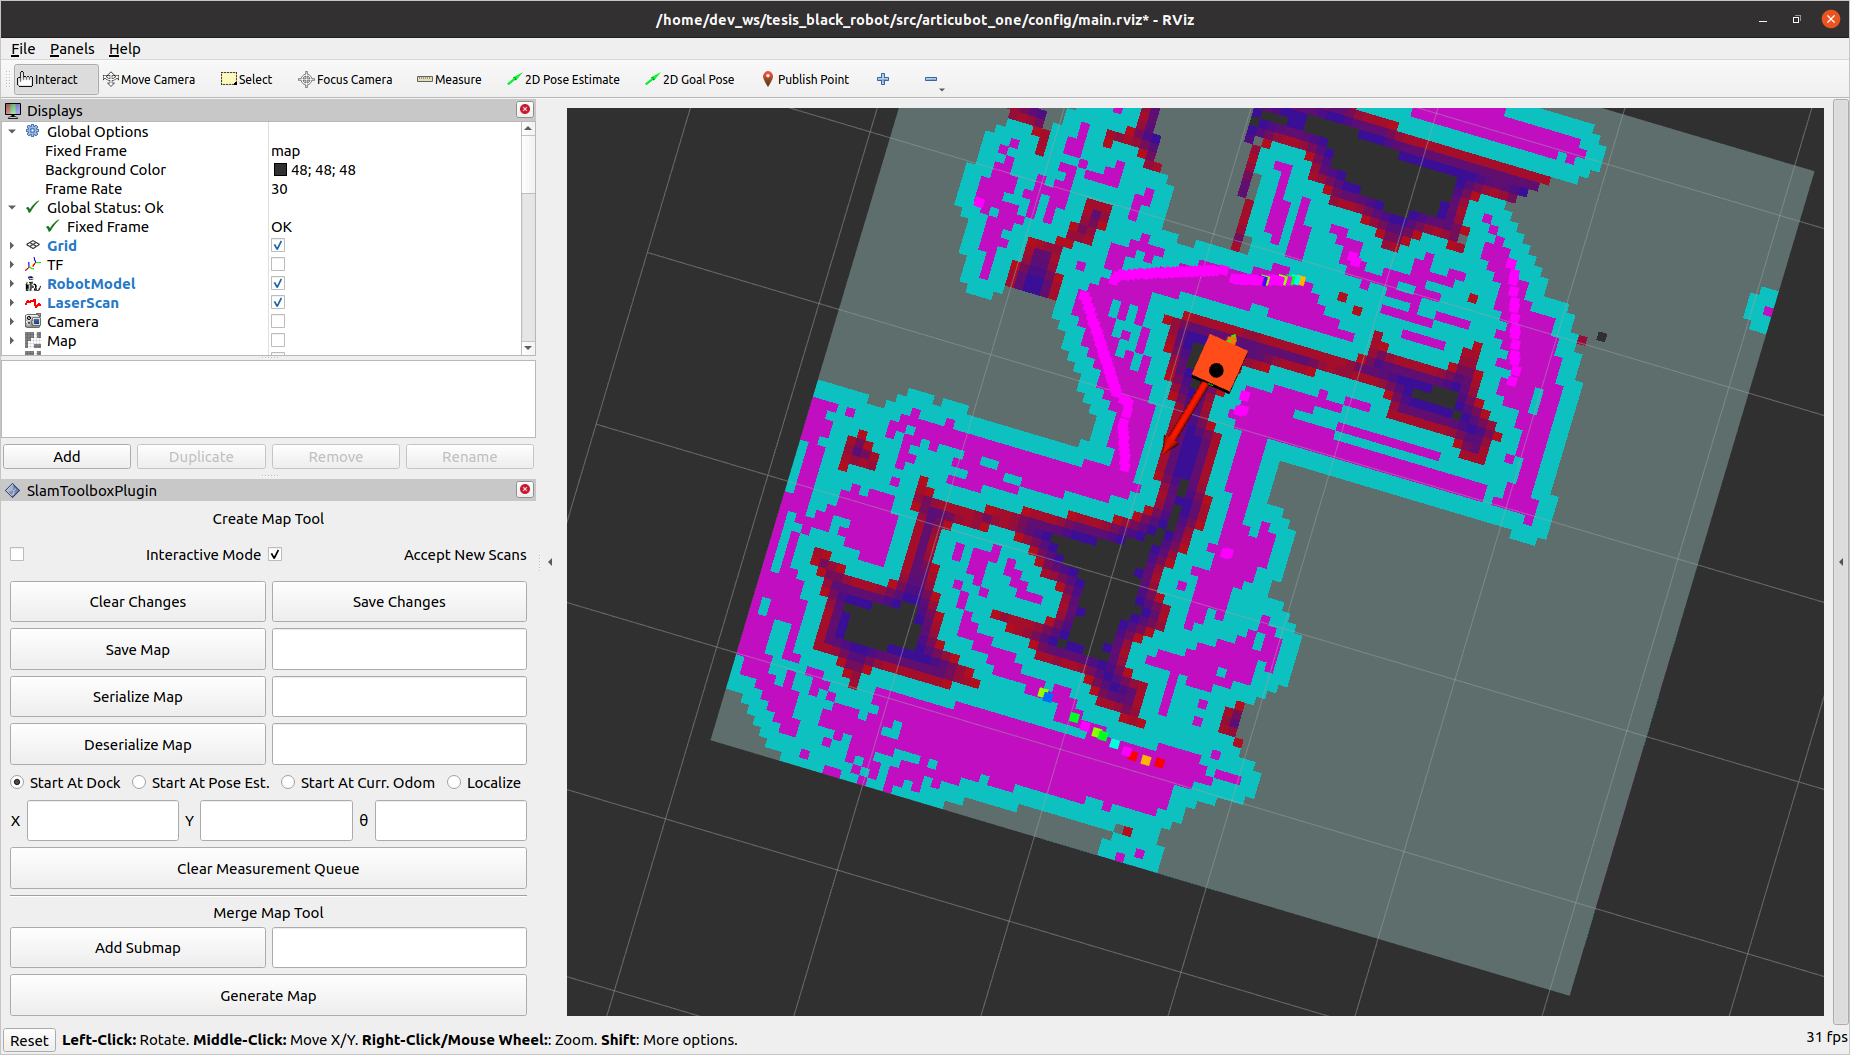 /home/dev_ws/tesis_black_robot/src/articubot_one/config/main.rviz* - RViz
File Panels Help
Interact Move Camera Select Focus Camera Measure 2D Pose Estimate 2D Goal Pose Publish Point
Displays
Global Options
Fixed Frame map
Background Color 48; 48; 48
Frame Rate 30
Global Status: Ok
Fixed Frame OK
Grid
TF
RobotModel
LaserScan
Camera
Map
Add Duplicate Remove Rename
SlamToolboxPlugin
Create Map Tool
Interactive Mode Accept New Scans
Clear Changes Save Changes
Save Map
Serialize Map
Deserialize Map
Start At Dock Start At Pose Est. Start At Curr. Odom Localize
X Y θ
Clear Measurement Queue
Merge Map Tool
Add Submap
Generate Map
Reset Left-Click: Rotate. Middle-Click: Move X/Y. Right-Click/Mouse Wheel:: Zoom. Shift: More options. 31 fps